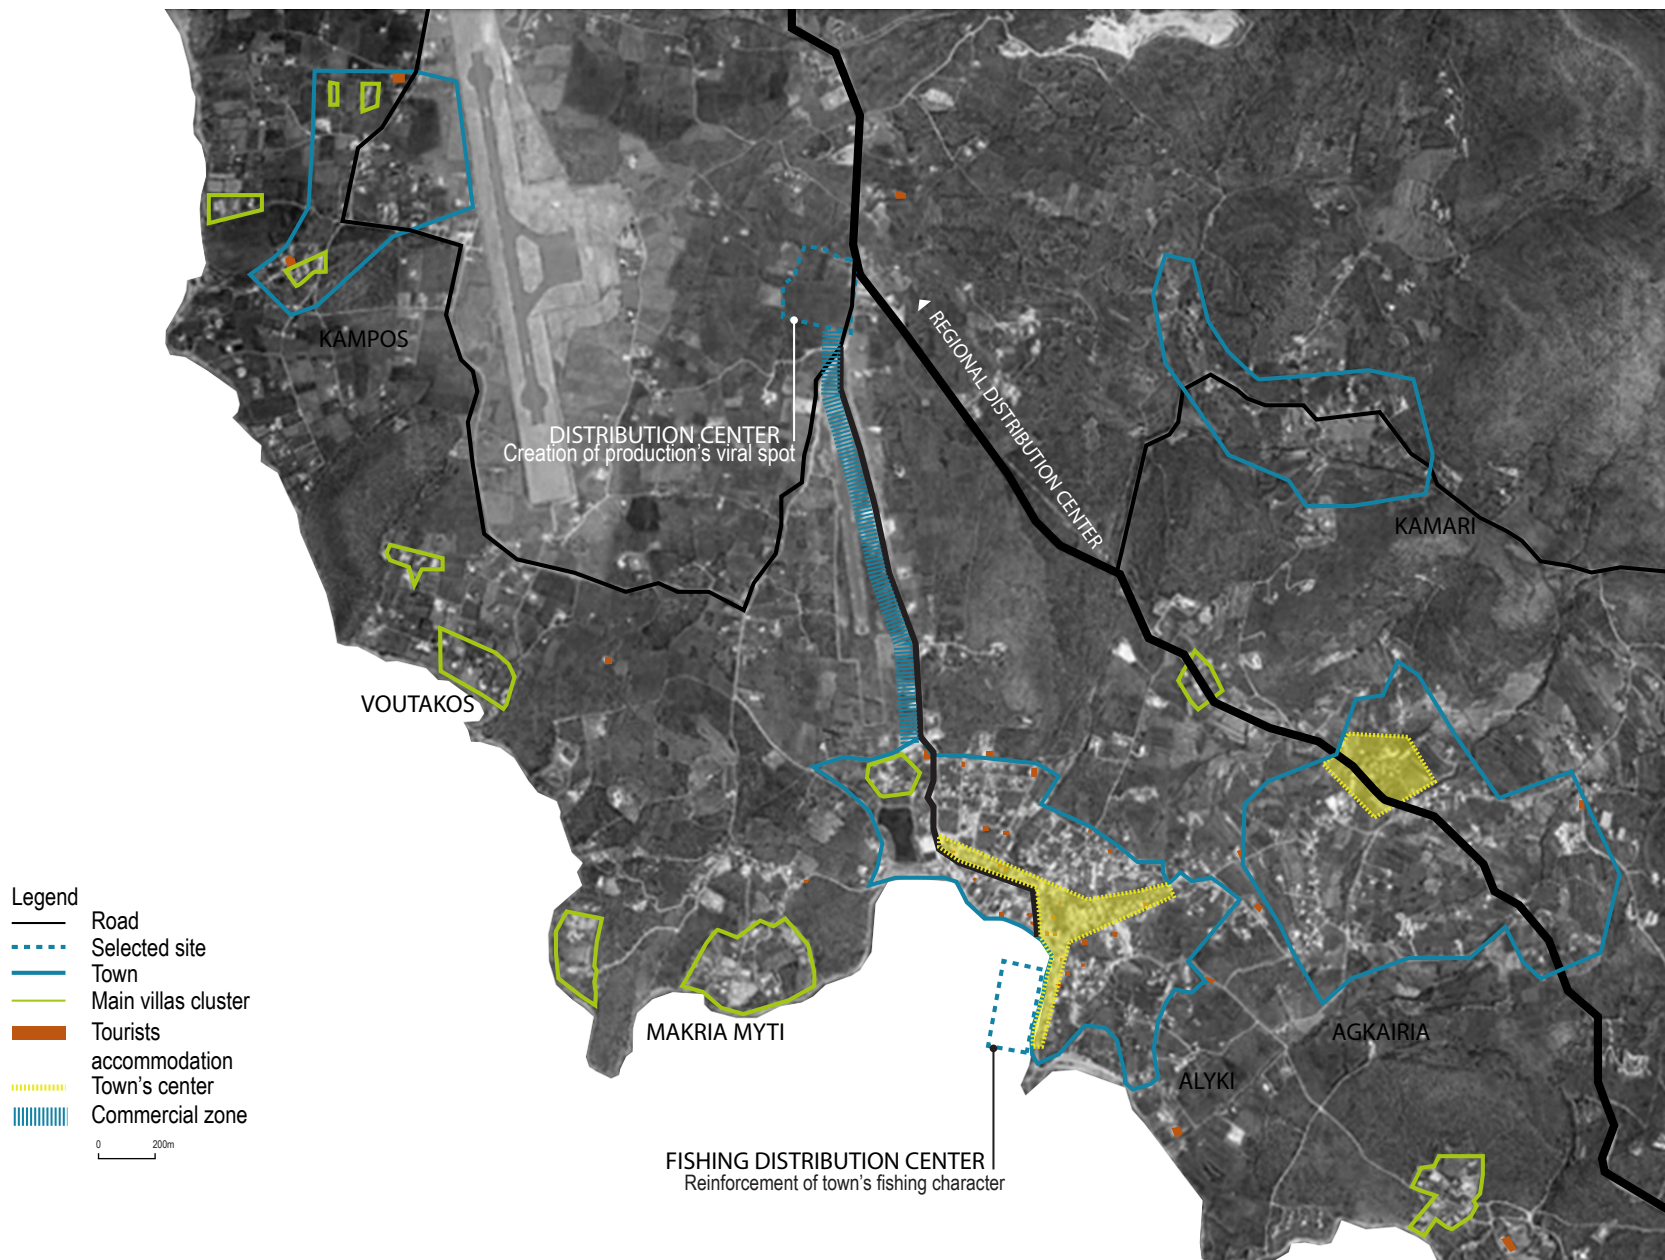 KAMPOS
REGIONAL DISTRIBUTION CENTER
DISTRIBUTION CENTER
Creation of production's viral spot
KAMARI
VOUTAKOS
MAKRIA MYTI
AGKAIRIA
ALYKI
FISHING DISTRIBUTION CENTER
Reinforcement of town's fishing character
Legend
Road
Selected site
Town
Main villas cluster
Tourists
accommodation
Town's center
Commercial zone
0 200m